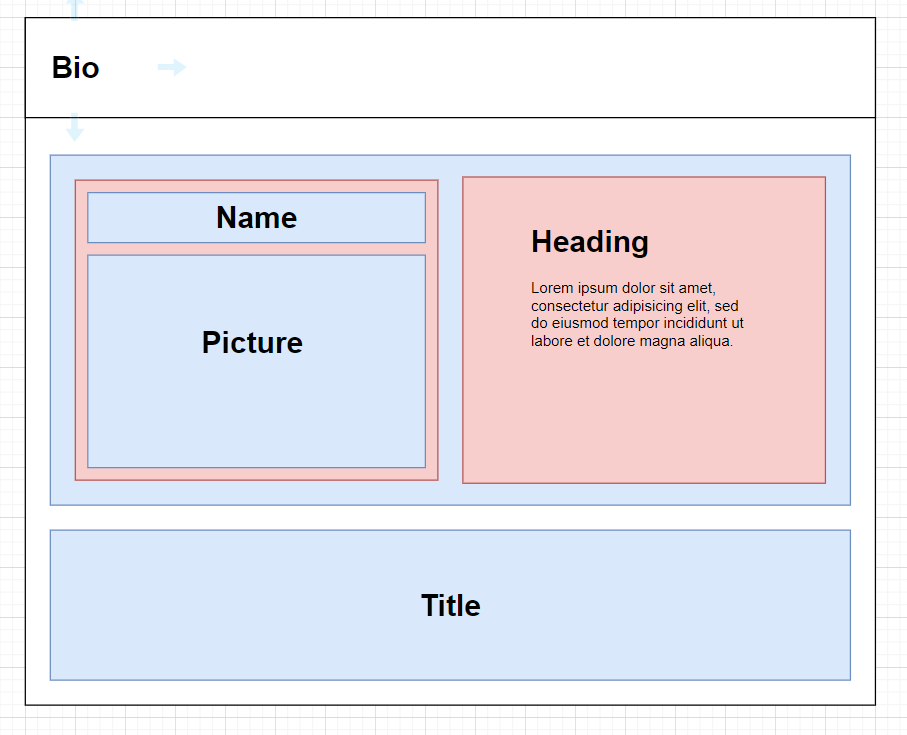 Bio
Name
Picture
Heading
Lorem ipsum dolor sit amet,
consectetur adipisicing elit, sed
do eiusmod tempor incididunt ut
labore et dolore magna aliqua.
Title